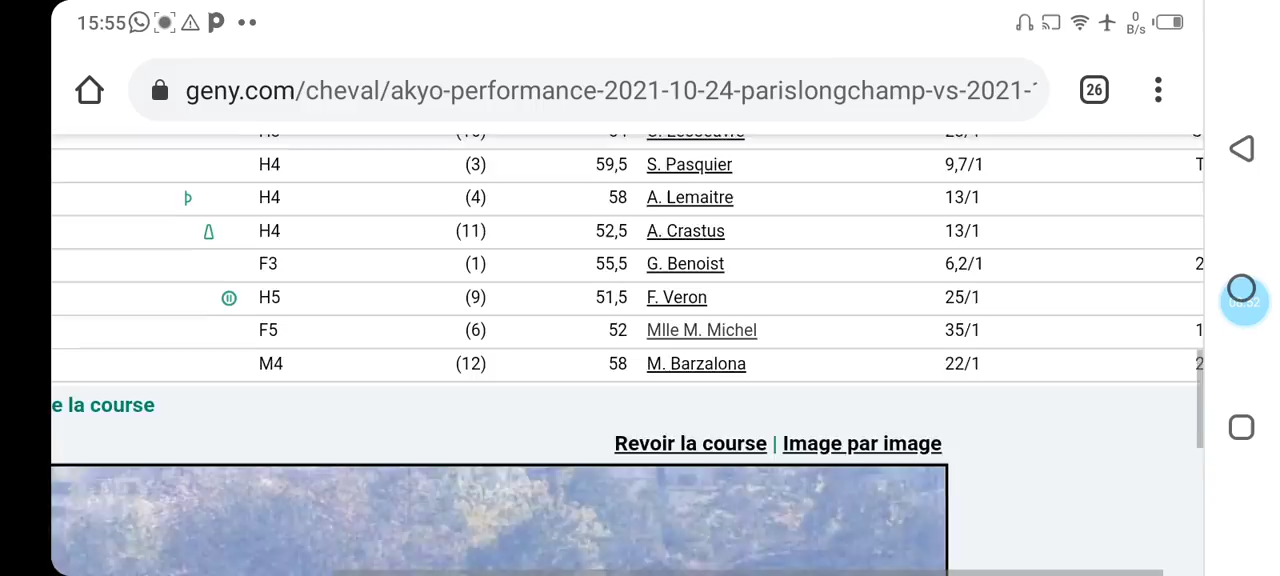 15:55
0
B/s
geny.com/cheval/akyo-performance-2021-10-24-parislongchamp-vs-2021-
26
H4 (3) 59,5 S. Pasquier 9,7/1 T
H4 (4) 58 A. Lemaitre 13/1
H4 (11) 52,5 A. Crastus 13/1
F3 (1) 55,5 G. Benoist 6,2/1 2
H5 (9) 51,5 F. Veron 25/1
F5 (6) 52 Mlle M. Michel 35/1 1
M4 (12) 58 M. Barzalona 22/1 2
e la course
Revoir la course | Image par image